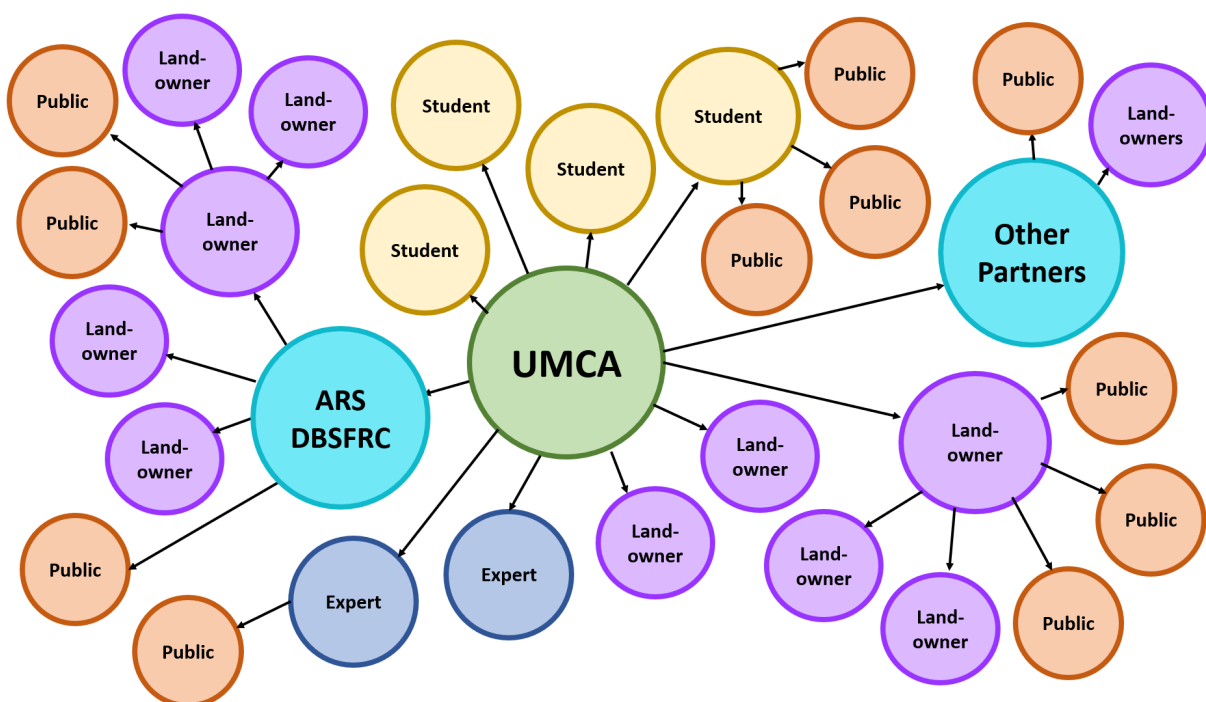 Land-
owner
Public
Land-
owner
Public
Land-
owner
Student
Student
Student
Student
Public
Public
Public
Public
Land-
owners
Other
Partners
Land-
owner
Land-
owner
ARS
DBSFRC
UMCA
Public
Public
Expert
Expert
Land-
owner
Land-
owner
Land-
owner
Public
Public
Public
Land-
owner
Land-
owner